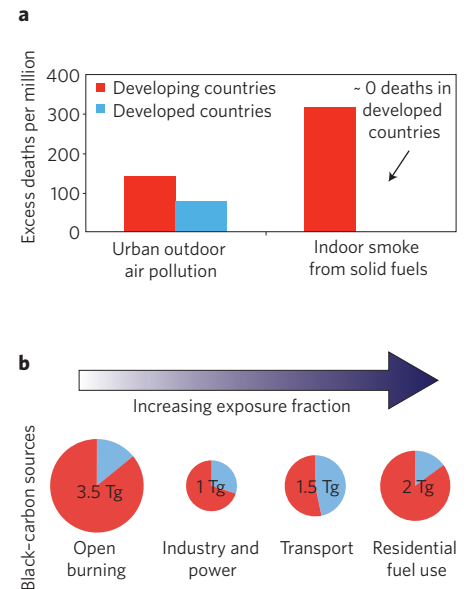 a
Excess deaths per million
400
300
200
100
0
Developing countries
Developed countries
~ 0 deaths in
developed
countries
Urban outdoor
air pollution
Indoor smoke
from solid fuels
b
Increasing exposure fraction
Black–carbon sources
3.5 Tg
1 Tg
1.5 Tg
2 Tg
Open
burning
Industry and
power
Transport
Residential
fuel use